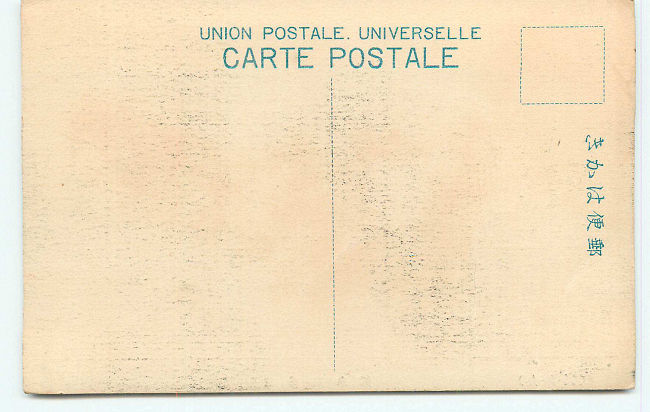 UNION POSTALE. UNIVERSELLE
CARTE POSTALE
郵便はかき